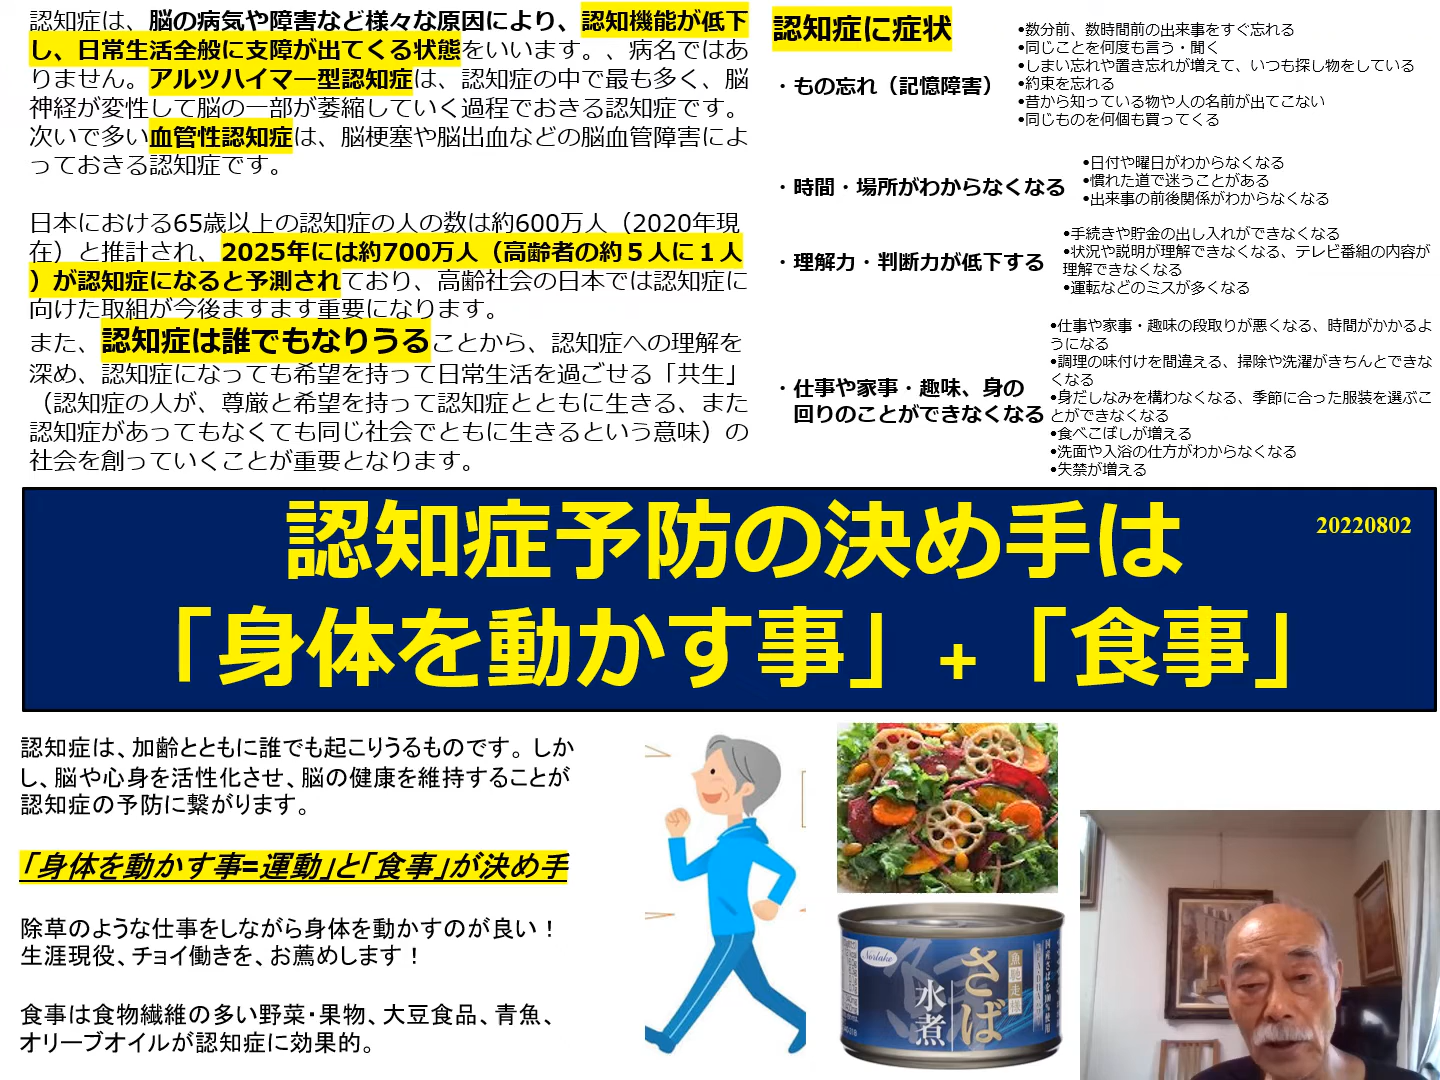 認知症は、脳の病気や障害など様々な原因により、認知機能が低下
し、日常生活全般に支障が出てくる状態をいいます。、病名ではあ
りません。アルツハイマー型認知症は、認知症の中で最も多く、脳
神経が変性して脳の一部が萎縮していく過程でおきる認知症です。
次いで多い血管性認知症は、脳梗塞や脳出血などの脳血管障害によ
っておきる認知症です。
日本における65歳以上の認知症の人の数は約600万人（2020年現
在）と推計され、2025年には約700万人（高齢者の約５人に１人
）が認知症になると予測されており、高齢社会の日本では認知症に
向けた取組が今後ますます重要になります。
また、認知症は誰でもなりうることから、認知症への理解を
深め、認知症になっても希望を持って日常生活を過ごせる「共生」
（認知症の人が、尊厳と希望を持って認知症とともに生きる、また
認知症があってもなくても同じ社会でともに生きるという意味）の
社会を創っていくことが重要となります。
認知症に症状
・もの忘れ（記憶障害）
•数分前、数時間前の出来事をすぐ忘れる
•同じことを何度も言う・聞く
•しまい忘れや置き忘れが増えて、いつも探し物をしている
•約束を忘れる
•昔から知っている物や人の名前が出てこない
•同じものを何個も買ってくる
・時間・場所がわからなくなる
•日付や曜日がわからなくなる
•慣れた道で迷うことがある
•出来事の前後関係がわからなくなる
・理解力・判断力が低下する
•手続きや貯金の出し入れができなくなる
•状況や説明が理解できなくなる、テレビ番組の内容が
理解できなくなる
•運転などのミスが多くなる
・仕事や家事・趣味、身の
回りのことができなくなる
•仕事や家事・趣味の段取りが悪くなる、時間がかかるよ
うになる
•調理の味付けを間違える、掃除や洗濯がきちんとできな
くなる
•身だしなみを構わなくなる、季節に合った服装を選ぶこ
とができなくなる
•食べこぼしが増える
•洗面や入浴の仕方がわからなくなる
•失禁が増える
認知症予防の決め手は
20220802
「身体を動かす事」+「食事」
認知症は、加齢とともに誰でも起こりうるものです。しか
し、脳や心身を活性化させ、脳の健康を維持することが
認知症の予防に繋がります。
「身体を動かす事=運動」と「食事」が決め手
除草のような仕事をしながら身体を動かすのが良い！
生涯現役、チョイ働きを、お薦めします！
食事は食物繊維の多い野菜・果物、大豆食品、青魚、
オリーブオイルが認知症に効果的。
Norlake
さば
水煮
国産さばを100%使用